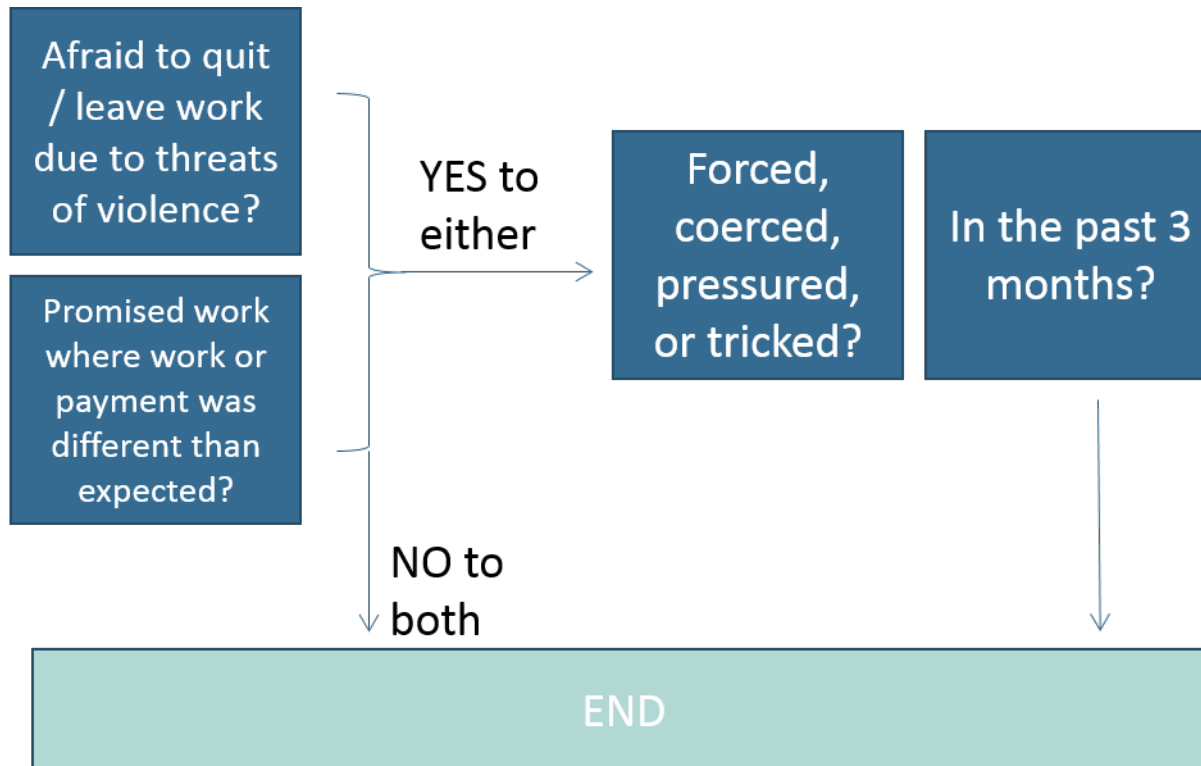 Afraid to quit
/ leave work
due to threats
of violence?
Promised work
where work or
payment was
different than
expected?
YES to
either
NO to
both
Forced,
coerced,
pressured,
or tricked?
In the past 3
months?
END